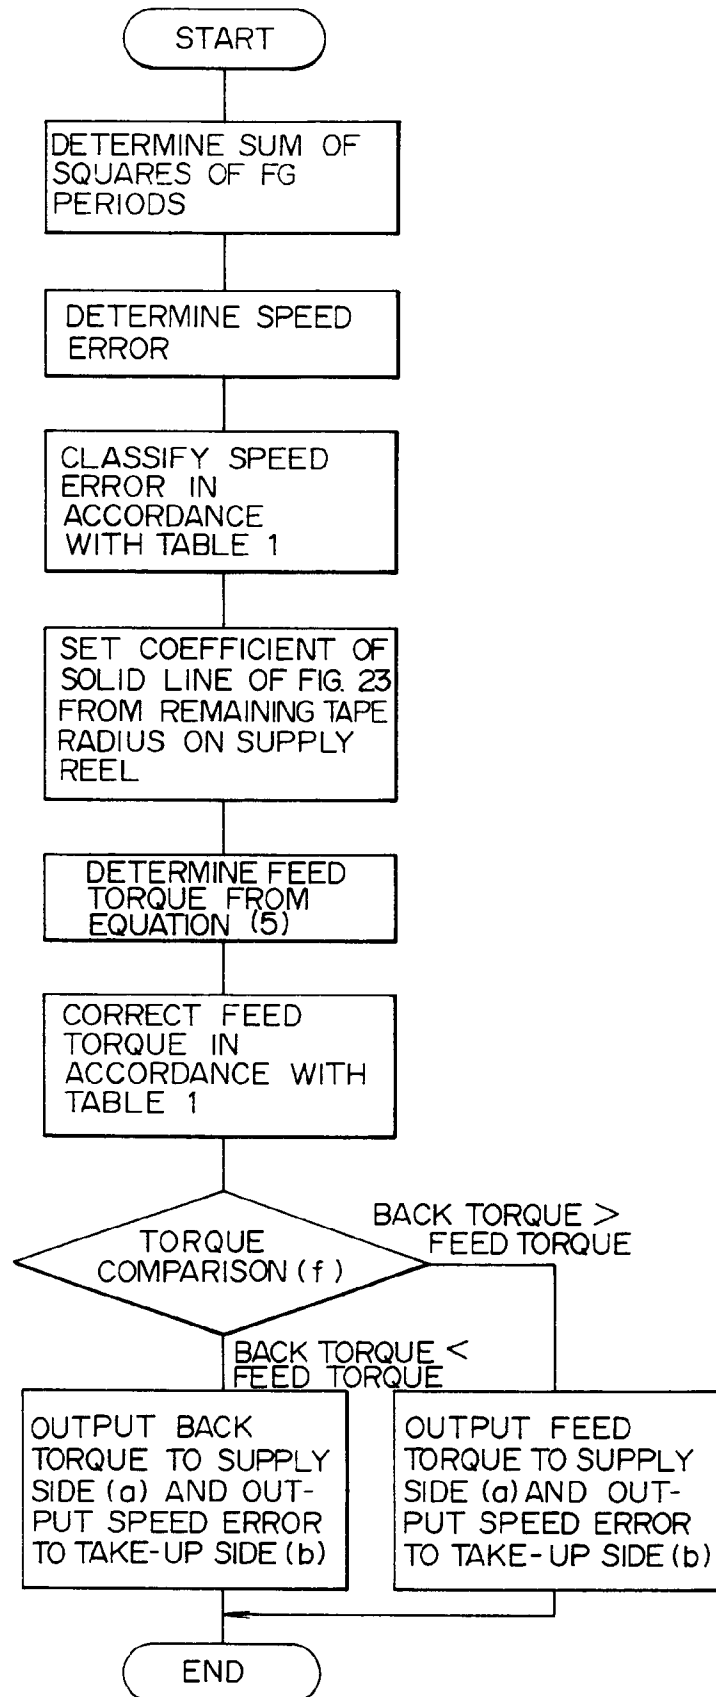 START
DETERMINE SUM OF
SQUARES OF FG
PERIODS
DETERMINE SPEED
ERROR
CLASSIFY SPEED
ERROR IN
ACCORDANCE
WITH TABLE 1
SET COEFFICIENT OF
SOLID LINE OF FIG. 23
FROM REMAINING TAPE
RADIUS ON SUPPLY
REEL
DETERMINE FEED
TORQUE FROM
EQUATION (5)
CORRECT FEED
TORQUE IN
ACCORDANCE WITH
TABLE 1
TORQUE
COMPARISON (f)
BACK TORQUE >
FEED TORQUE
BACK TORQUE <
FEED TORQUE
OUTPUT BACK
TORQUE TO SUPPLY
SIDE (a) AND OUT-
PUT SPEED ERROR
TO TAKE-UP SIDE (b)
OUTPUT FEED
TORQUE TO SUPPLY
SIDE (a) AND OUT-
PUT SPEED ERROR
TO TAKE-UP SIDE (b)
END